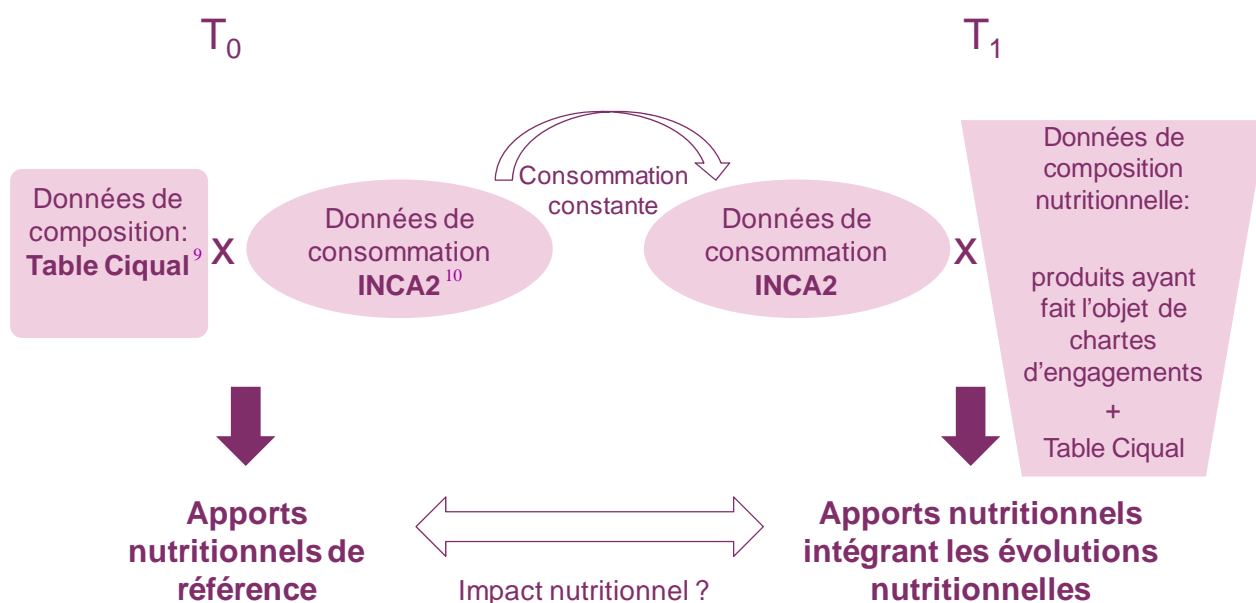 T0
T1
Données de
composition:
Table Ciqual 9
X
Données de
consommation
INCA2 10
Consommation
constante
Données de
consommation
INCA2
X
Données de
composition
nutritionnelle:
produits ayant
fait l'objet de
chartes
d'engagements
+
Table Ciqual
Apports
nutritionnels de
référence
Impact nutritionnel ?
Apports nutritionnels
intégrant les évolutions
nutritionnelles